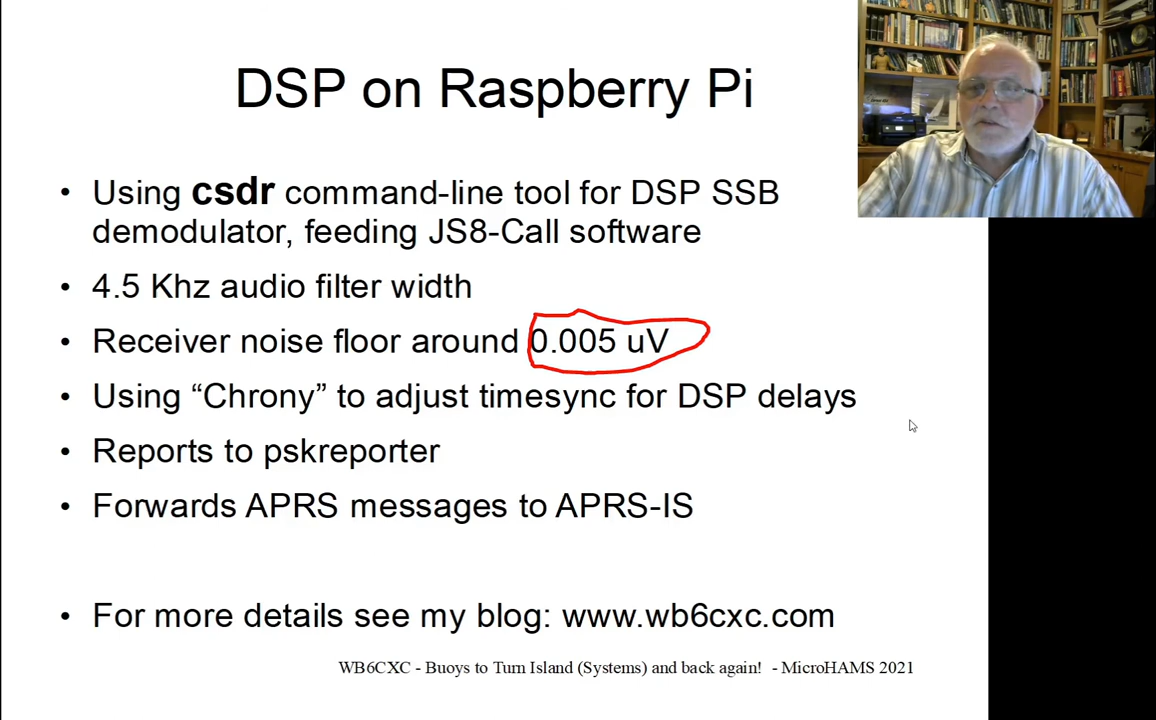 DSP on Raspberry Pi
• Using csdr command-line tool for DSP SSB
demodulator, feeding JS8-Call software
• 4.5 Khz audio filter width
• Receiver noise floor around 0.005 uV
• Using “Chrony” to adjust timesync for DSP delays
• Reports to pskreporter
• Forwards APRS messages to APRS-IS
• For more details see my blog: www.wb6cxc.com
WB6CXC - Buoys to Turn Island (Systems) and back again!  - MicroHAMS 2021